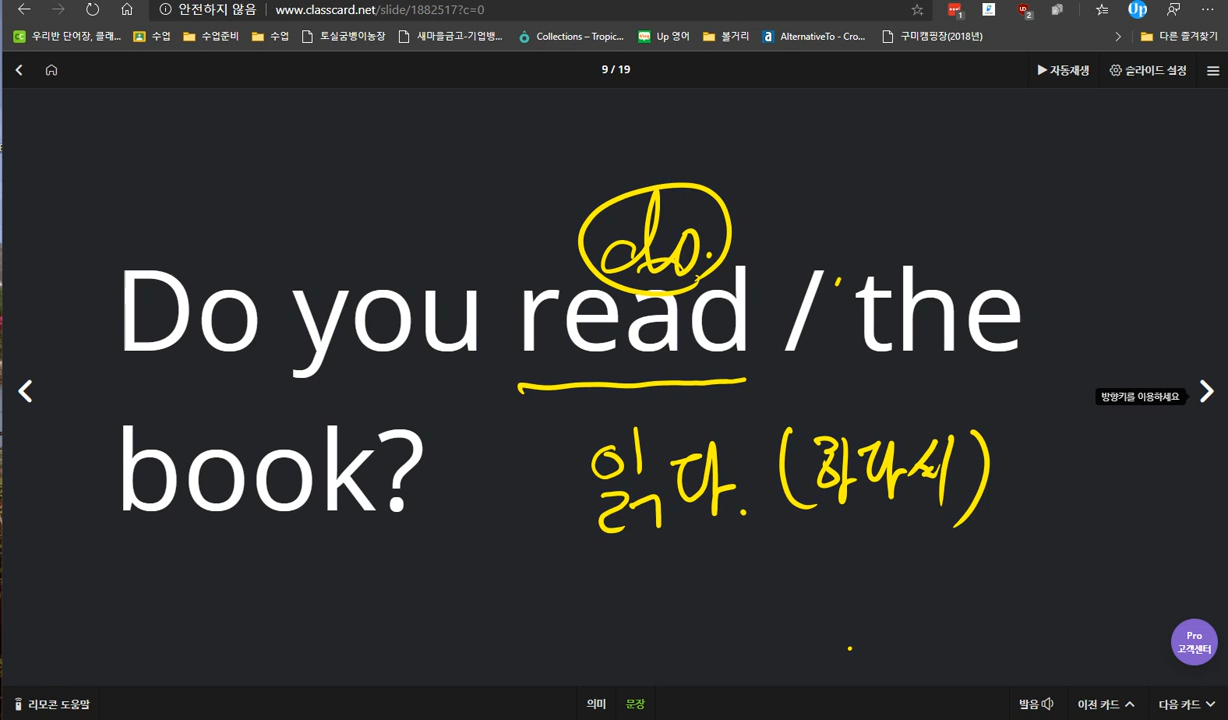 안전하지 않음 www.classcard.net/slide/1882517?c=0
우리반 단어장, 클래... 수업 수업준비 수업 토실굼벵이농장 새마을금고-기업뱅... Collections – Tropic... Up 영어 볼거리 AlternativeTo - Cro... 구미캠핑장(2018년) 다른 즐겨찾기
9 / 19 자동재생 슬라이드 설정
do.
Do you read / the
방향키를 이용하세요
book?
읽다. (하다씨)
Pro
고객센터
리모콘 도움말 의미 문장 발음 이전 카드 다음 카드